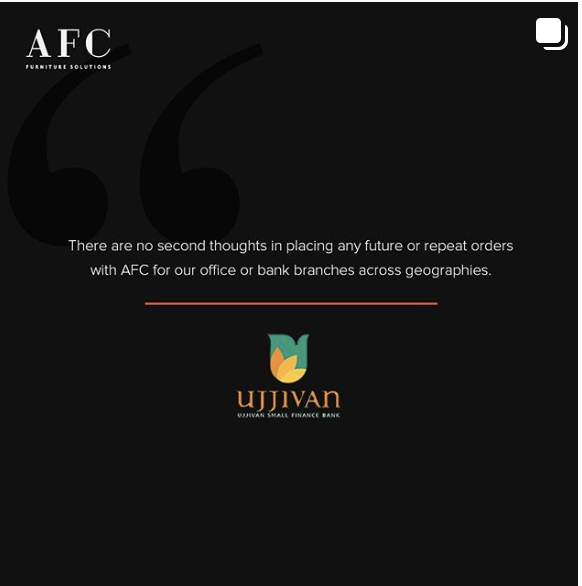 AFC
FURNITURE SOLUTIONS
There are no second thoughts in placing any future or repeat orders
with AFC for our office or bank branches across geographies.
UJJIVAN
UJJIVAN SMALL FINANCE BANK